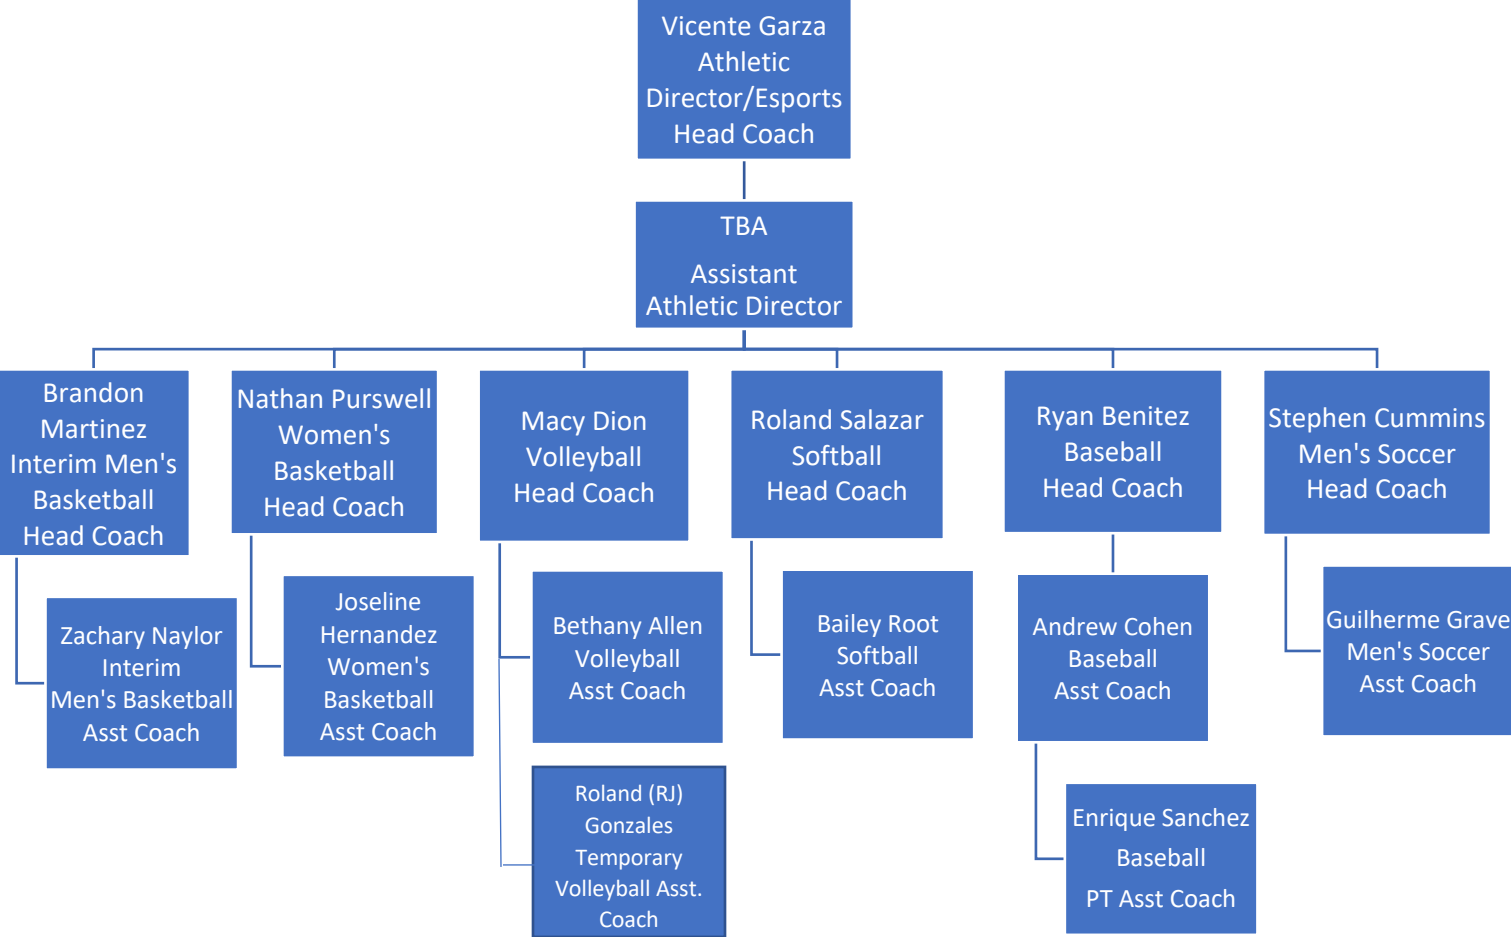 Vicente Garza
Athletic
Director/Esports
Head Coach
TBA
Assistant
Athletic Director
Brandon
Martinez
Interim Men's
Basketball
Head Coach
Nathan Purswell
Women's
Basketball
Head Coach
Macy Dion
Volleyball
Head Coach
Roland Salazar
Softball
Head Coach
Ryan Benitez
Baseball
Head Coach
Stephen Cummins
Men's Soccer
Head Coach
Zachary Naylor
Interim
Men's Basketball
Asst Coach
Joseline
Hernandez
Women's
Basketball
Asst Coach
Bethany Allen
Volleyball
Asst Coach
Bailey Root
Softball
Asst Coach
Andrew Cohen
Baseball
Asst Coach
Guilherme Grave
Men's Soccer
Asst Coach
Roland (RJ)
Gonzales
Temporary
Volleyball Asst.
Coach
Enrique Sanchez
Baseball
PT Asst Coach